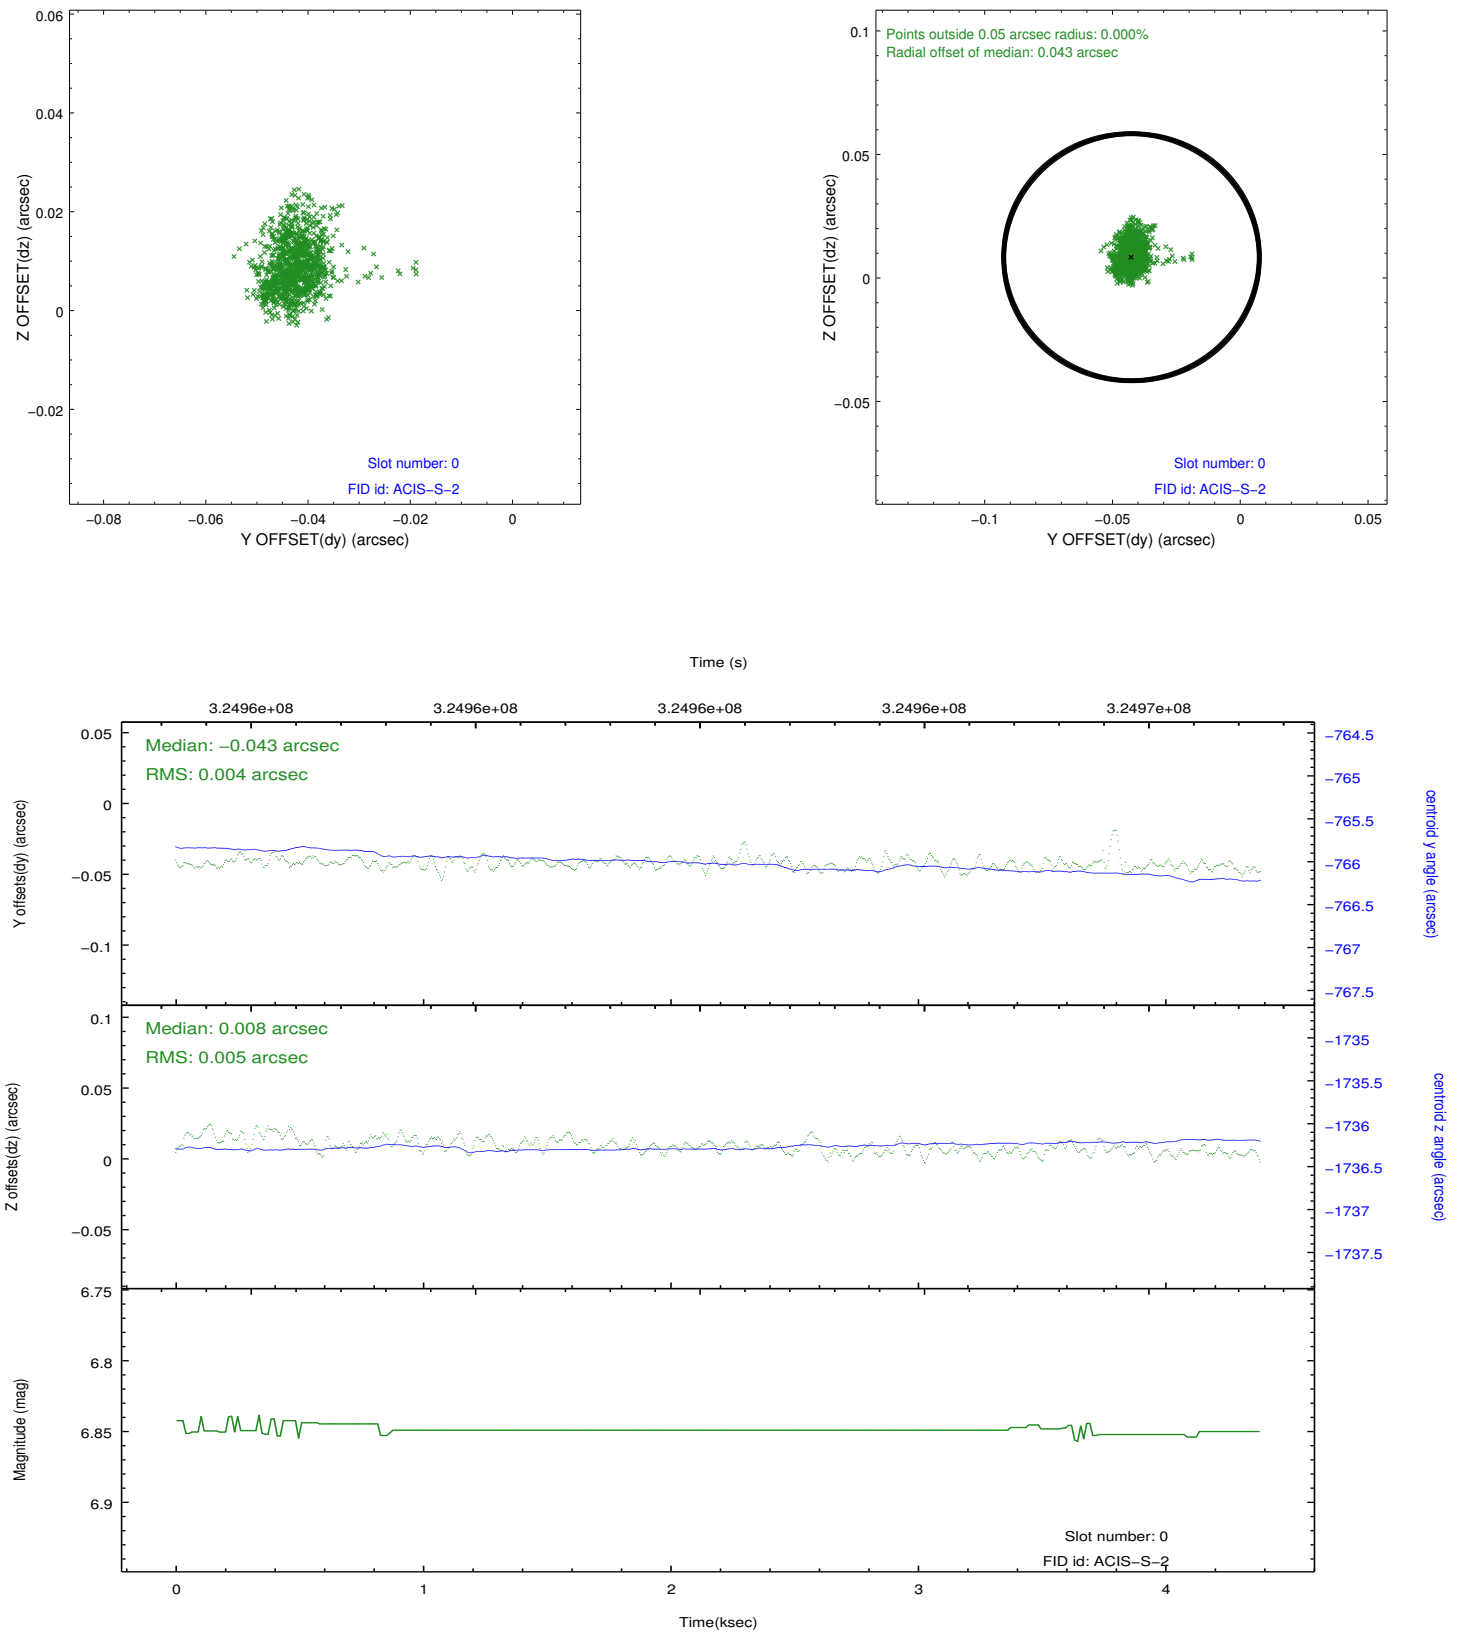 0.06
0.04
0.02
0
−0.02
Z OFFSET(dz) (arcsec)
Slot number: 0
FID id: ACIS−S−2
−0.08 −0.06 −0.04 −0.02 0
Y OFFSET(dy) (arcsec)
Points outside 0.05 arcsec radius: 0.000%
Radial offset of median: 0.043 arcsec
0.1
0.05
0
−0.05
Z OFFSET(dz) (arcsec)
Slot number: 0
FID id: ACIS−S−2
−0.1 −0.05 0 0.05
Y OFFSET(dy) (arcsec)
Time (s)
3.2496e+08 3.2496e+08 3.2496e+08 3.2496e+08 3.2497e+08
Median: −0.043 arcsec
RMS: 0.004 arcsec
0.05
0
−0.05
−0.1
Y offsets(dy) (arcsec)
−764.5
−765
−765.5
−766
−766.5
−767
−767.5
centroid y angle (arcsec)
Median: 0.008 arcsec
RMS: 0.005 arcsec
0.1
0.05
0
−0.05
Z offsets(dz) (arcsec)
−1735
−1735.5
−1736
−1736.5
−1737
−1737.5
centroid z angle (arcsec)
6.75
6.8
6.85
6.9
Magnitude (mag)
Slot number: 0
FID id: ACIS−S−2
0 1 2 3 4
Time(ksec)